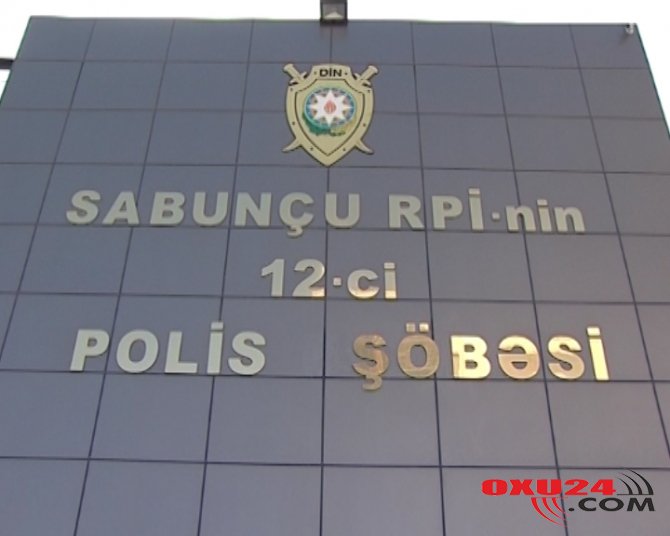 DİN
SABUNÇU RPİ-nin
12-ci
POLİS ŞÖBəSİ
OXU24
.COM